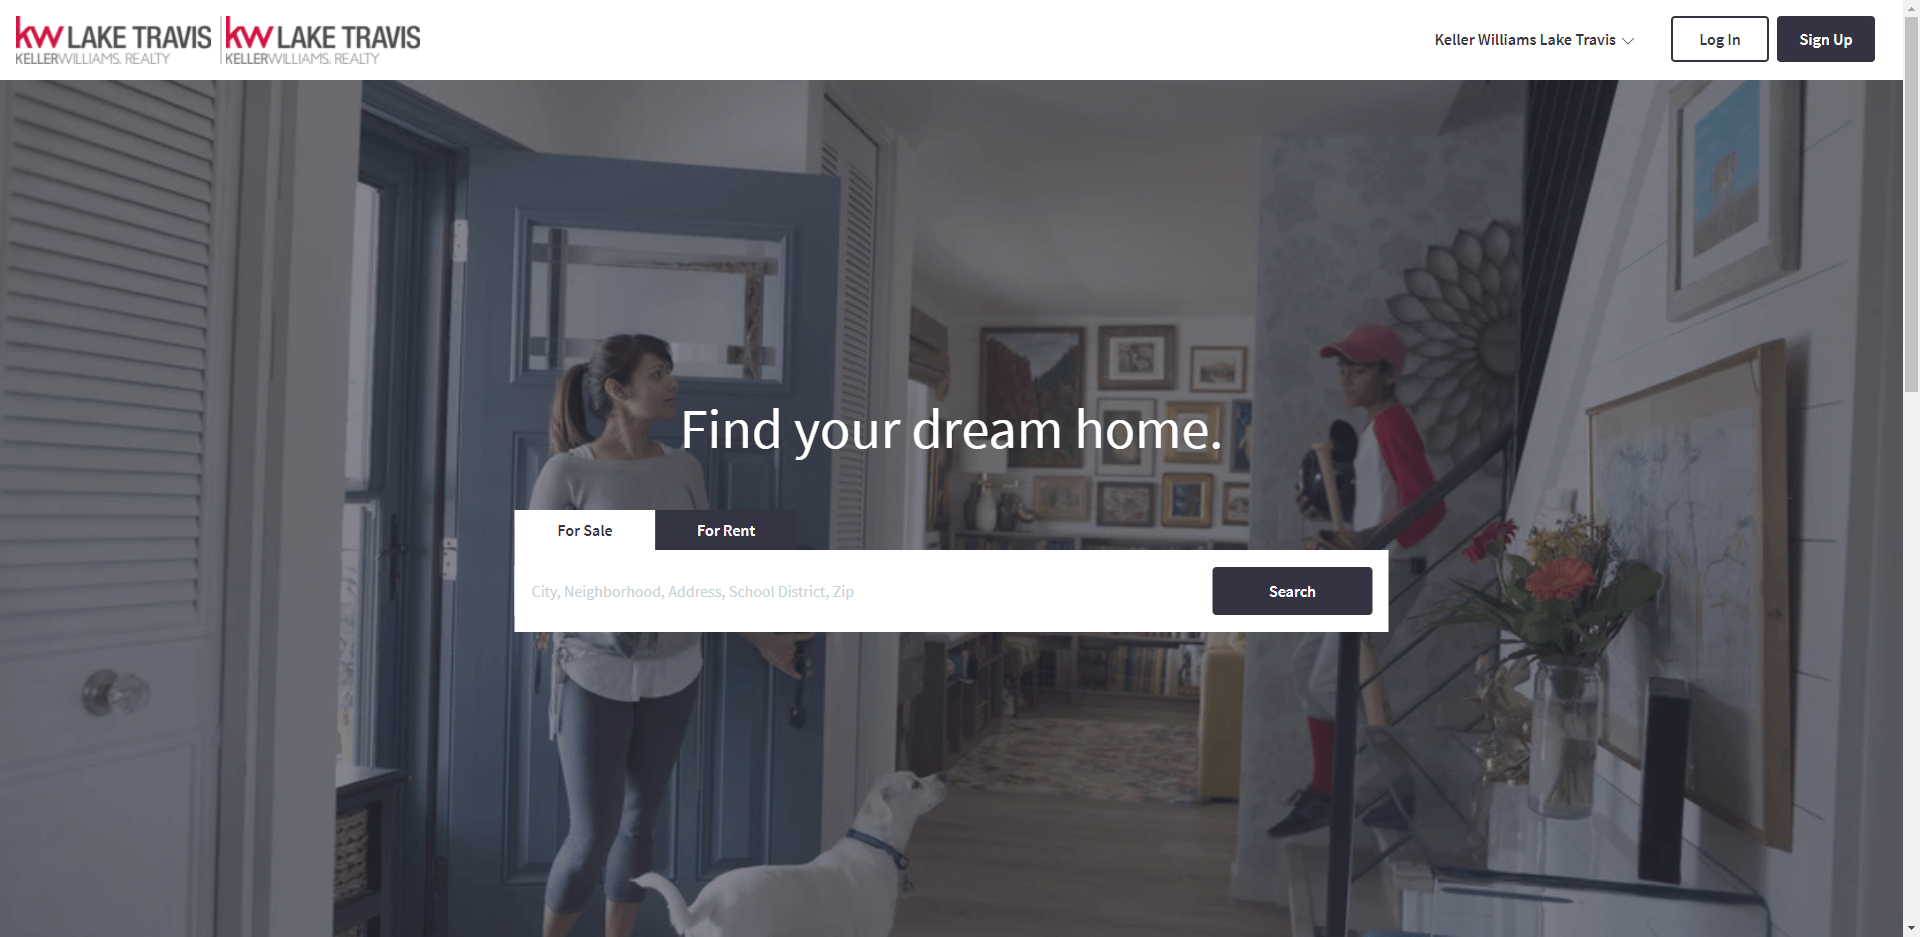 kw LAKE TRAVIS
KELLERWILLIAMS. REALTY
kw LAKE TRAVIS
KELLERWILLIAMS. REALTY
Keller Williams Lake Travis
Log In
Sign Up
Find your dream home.
For Sale
For Rent
City, Neighborhood, Address, School District, Zip
Search